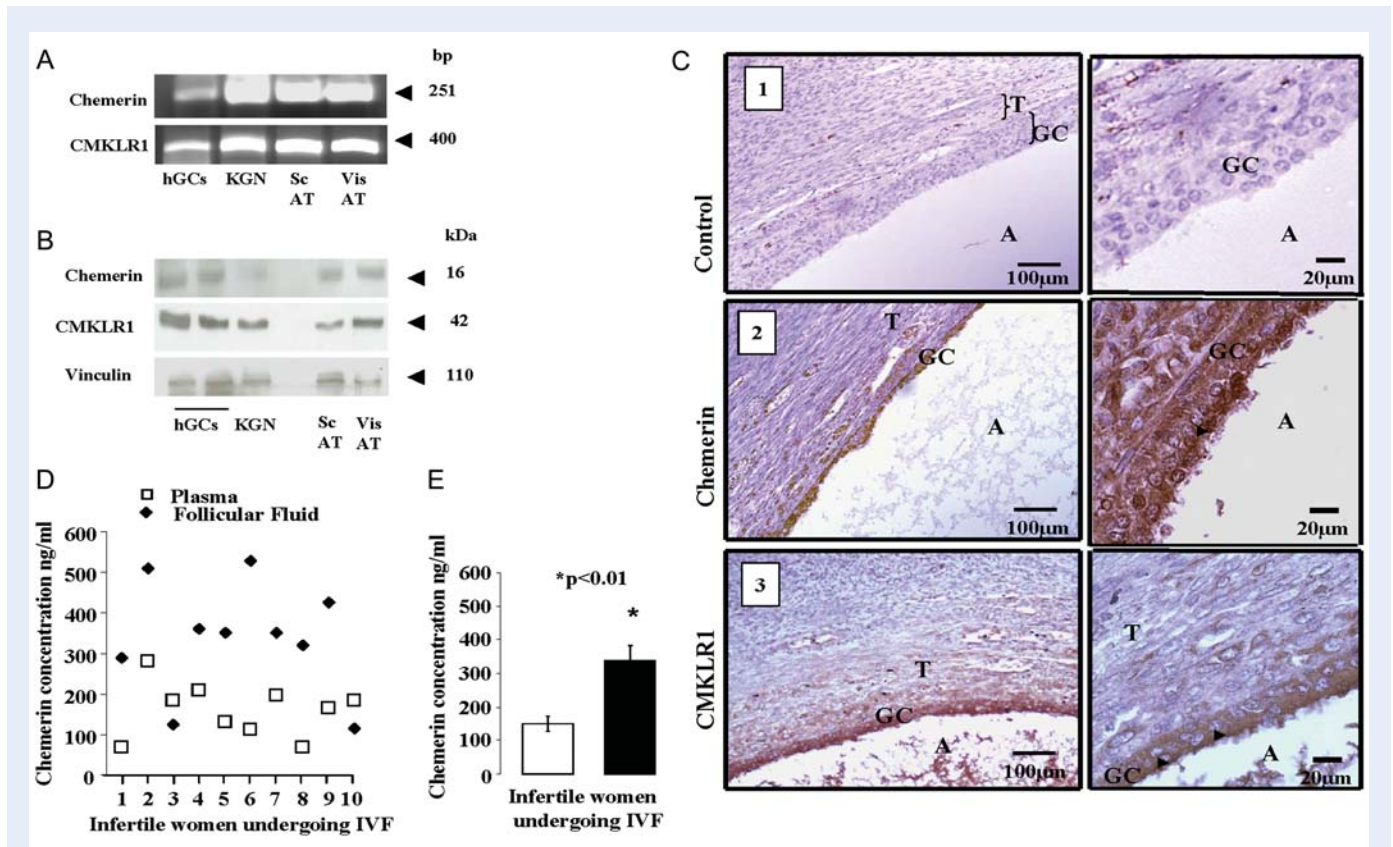 A
bp
Chemerin
251
CMKLR1
400
hGCs KGN Sc AT Vis AT
B
kDa
Chemerin
16
CMKLR1
42
Vinculin
110
hGCs KGN Sc AT Vis AT
C
Control
1
T
GC
A
100µm
GC
A
20µm
Chemerin
2
T
GC
A
100µm
GC
A
20µm
CMKLR1
3
T
GC
A
100µm
T
GC
A
20µm
D
Plasma
Follicular Fluid
Chemerin concentration ng/ml
600
500
400
300
200
100
0
1 2 3 4 5 6 7 8 9 10
Infertile women undergoing IVF
E
Chemerin concentration ng/ml
600
500
400
300
200
100
0
*p<0.01
*
Infertile women
undergoing IVF